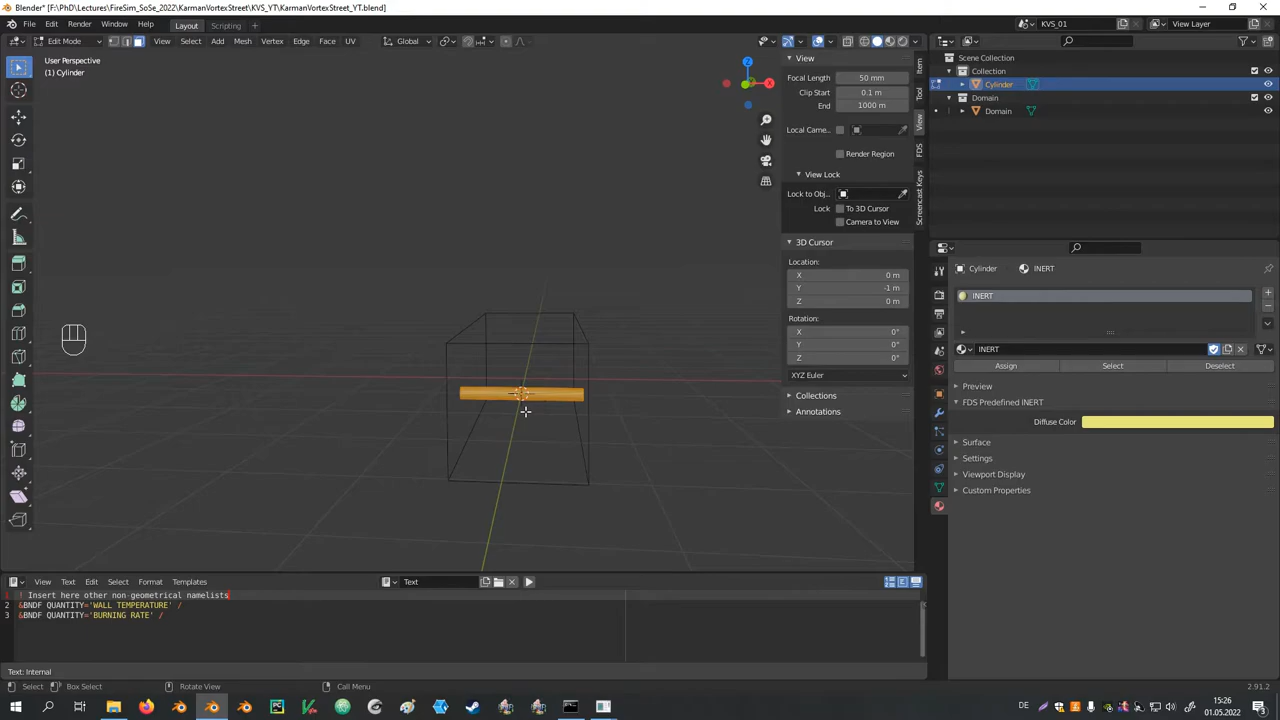 Blender* [F:\PhD\Lectures\FireSim_SoSe_2022\KarmanVortexStreet\KVS_YT\KarmanVortexStreet_YT.blend]
File Edit Render Window Help Layout Scripting KVS_01 View Layer
Edit Mode View Select Add Mesh Vertex Edge Face UV Global
User Perspective
(1) Cylinder
Z
X
View
Focal Length 50 mm
Clip Start 0.1 m
End 1000 m
Local Came...
Render Region
View Lock
Lock to Obj...
Lock To 3D Cursor
Camera to View
3D Cursor
Location:
X 0 m
Y -1 m
Z 0 m
Rotation:
X 0°
Y 0°
Z 0°
XYZ Euler
Collections
Annotations
Item
Tool
View
FDS
Screencast Keys
Scene Collection
Collection
Cylinder
Domain
Domain
Cylinder INERT
INERT
INERT
Assign Select Deselect
Preview
FDS Predefined INERT
Diffuse Color
Surface
Settings
Viewport Display
Custom Properties
View Text Edit Select Format Templates Text
1 ! Insert here other non-geometrical namelists
2 &BNDF QUANTITY='WALL TEMPERATURE' /
3 &BNDF QUANTITY='BURNING RATE' /
Text: Internal
Select Box Select Rotate View Call Menu 2.91.2
DE 15:26
01.05.2022